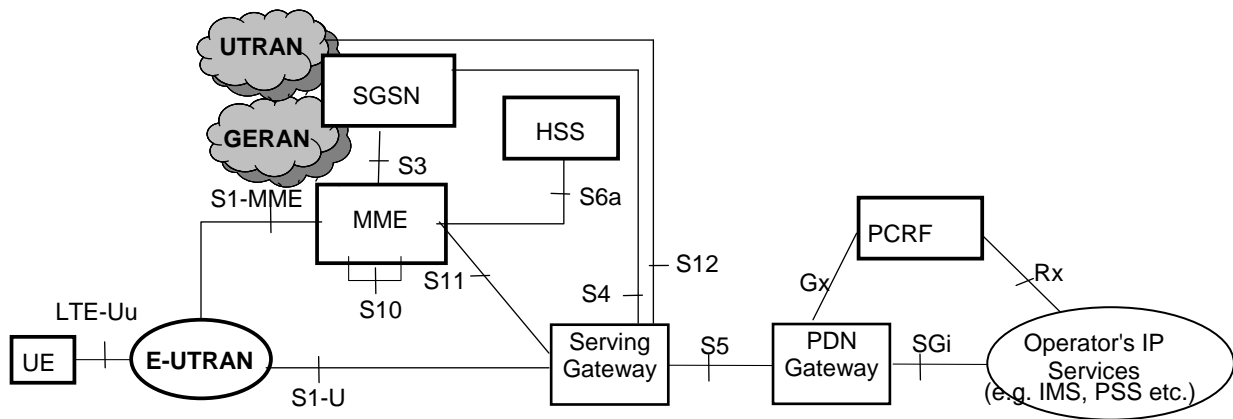 UTRAN
SGSN
GERAN
HSS
S3
S1-MME
S6a
MME
PCRF
S11
S12
Gx
Rx
S10
S4
LTE-Uu
UE
E-UTRAN
Serving
Gateway
S5
PDN
Gateway
SGi
Operator's IP
Services
(e.g. IMS, PSS etc.)
S1-U